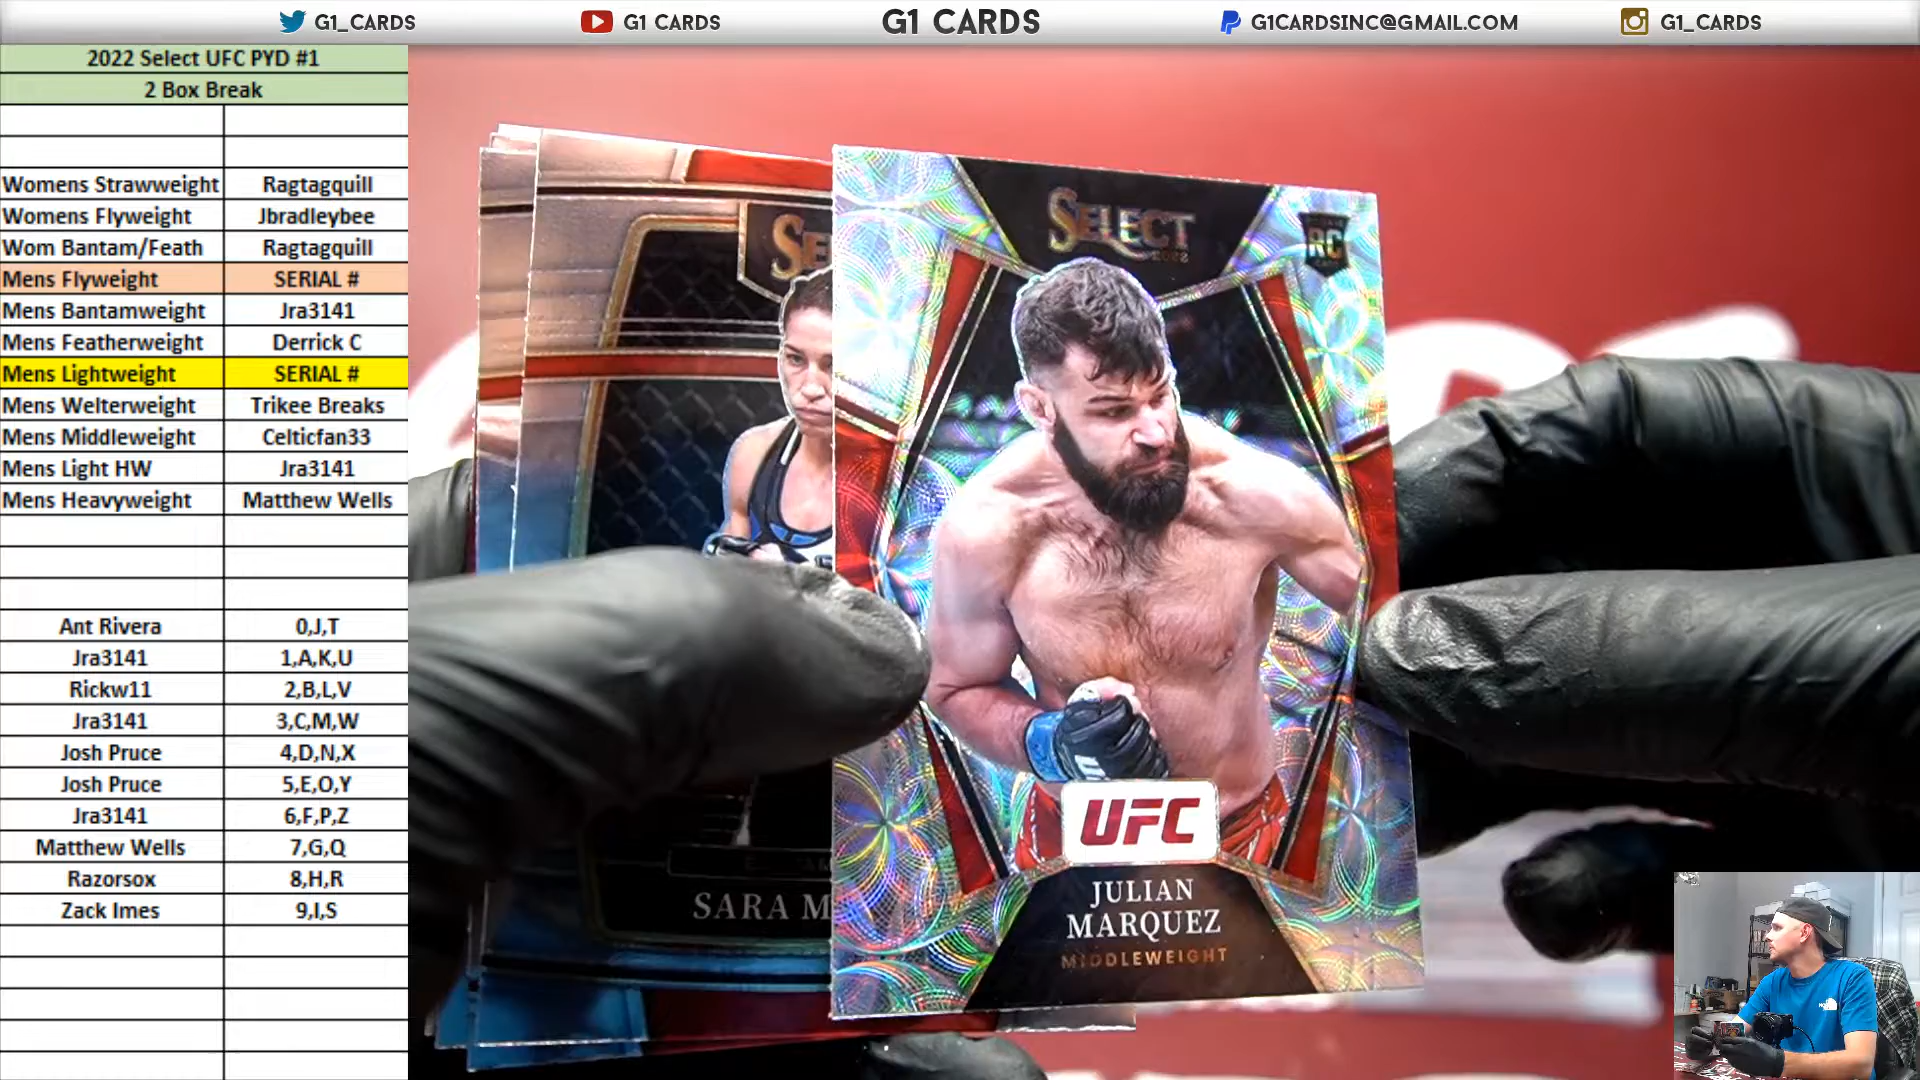 G1_CARDS
G1 CARDS
G1 CARDS
G1CARDSINC@GMAIL.COM
G1_CARDS
2022 Select UFC PYD #1
2 Box Break
Womens Strawweight Ragtagquill
Womens Flyweight Jbradleybee
Wom Bantam/Feath Ragtagquill
Mens Flyweight SERIAL #
Mens Bantamweight Jra3141
Mens Featherweight Derrick C
Mens Lightweight SERIAL #
Mens Welterweight Trikee Breaks
Mens Middleweight Celticfan33
Mens Light HW Jra3141
Mens Heavyweight Matthew Wells
Ant Rivera 0,J,T
Jra3141 1,A,K,U
Rickw11 2,B,L,V
Jra3141 3,C,M,W
Josh Pruce 4,D,N,X
Josh Pruce 5,E,O,Y
Jra3141 6,F,P,Z
Matthew Wells 7,G,Q
Razorsox 8,H,R
Zack Imes 9,I,S
SELECT
2022
RC
UFC
JULIAN
MARQUEZ
MIDDLEWEIGHT
SARA M